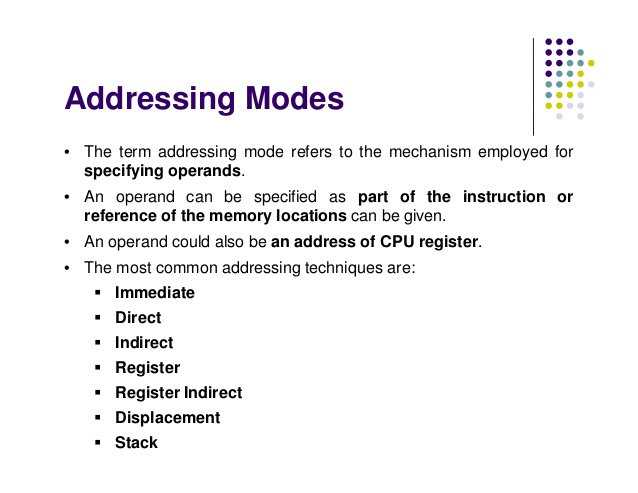 Addressing Modes
• The term addressing mode refers to the mechanism employed for
specifying operands.
• An operand can be specified as part of the instruction or
reference of the memory locations can be given.
• An operand could also be an address of CPU register.
• The most common addressing techniques are:
▪ Immediate
▪ Direct
▪ Indirect
▪ Register
▪ Register Indirect
▪ Displacement
▪ Stack